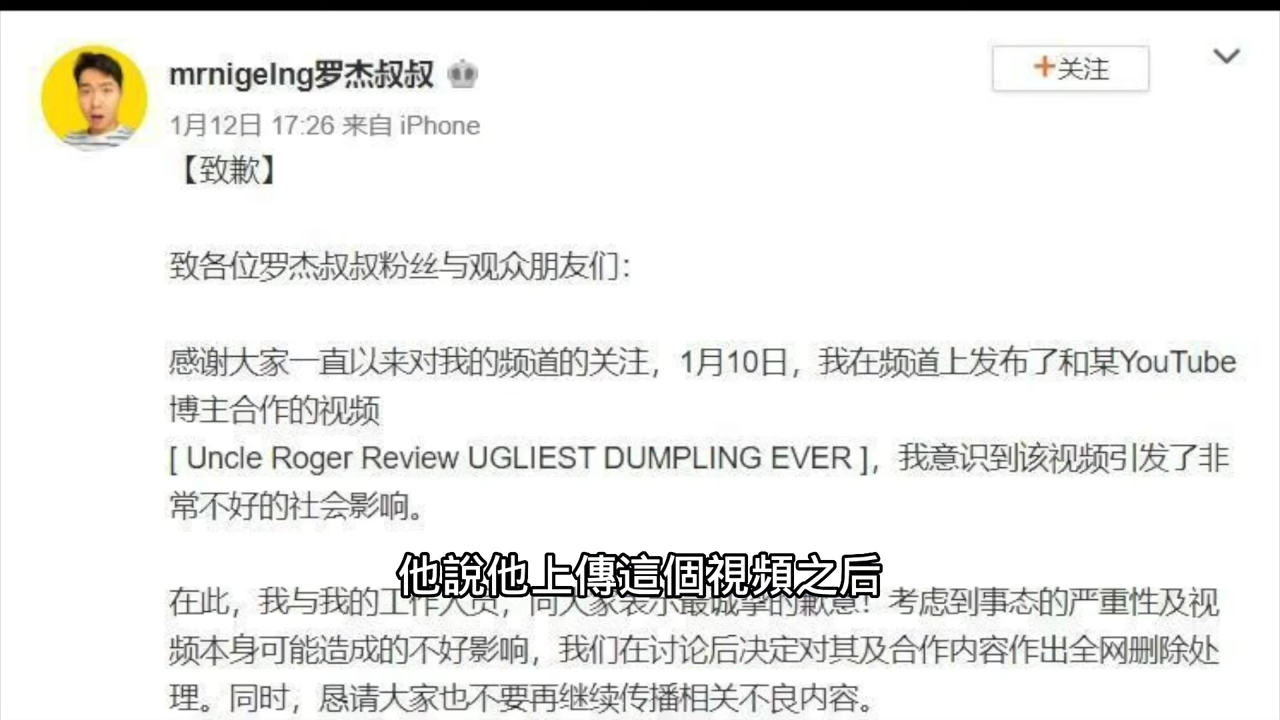 mrnigelng罗杰叔叔
+关注
1月12日 17:26 来自 iPhone
【致歉】
致各位罗杰叔叔粉丝与观众朋友们：
感谢大家一直以来对我的频道的关注，1月10日，我在频道上发布了和某YouTube
博主合作的视频
[ Uncle Roger Review UGLIEST DUMPLING EVER ]，我意识到该视频引发了非
常不好的社会影响。
他說他上傳這個視頻之后
在此，我与我的工作人员，向大家表示最诚挚的歉意！考虑到事态的严重性及视
频本身可能造成的不好影响，我们在讨论后决定对其及合作内容作出全网删除处
理。同时，恳请大家也不要再继续传播相关不良内容。